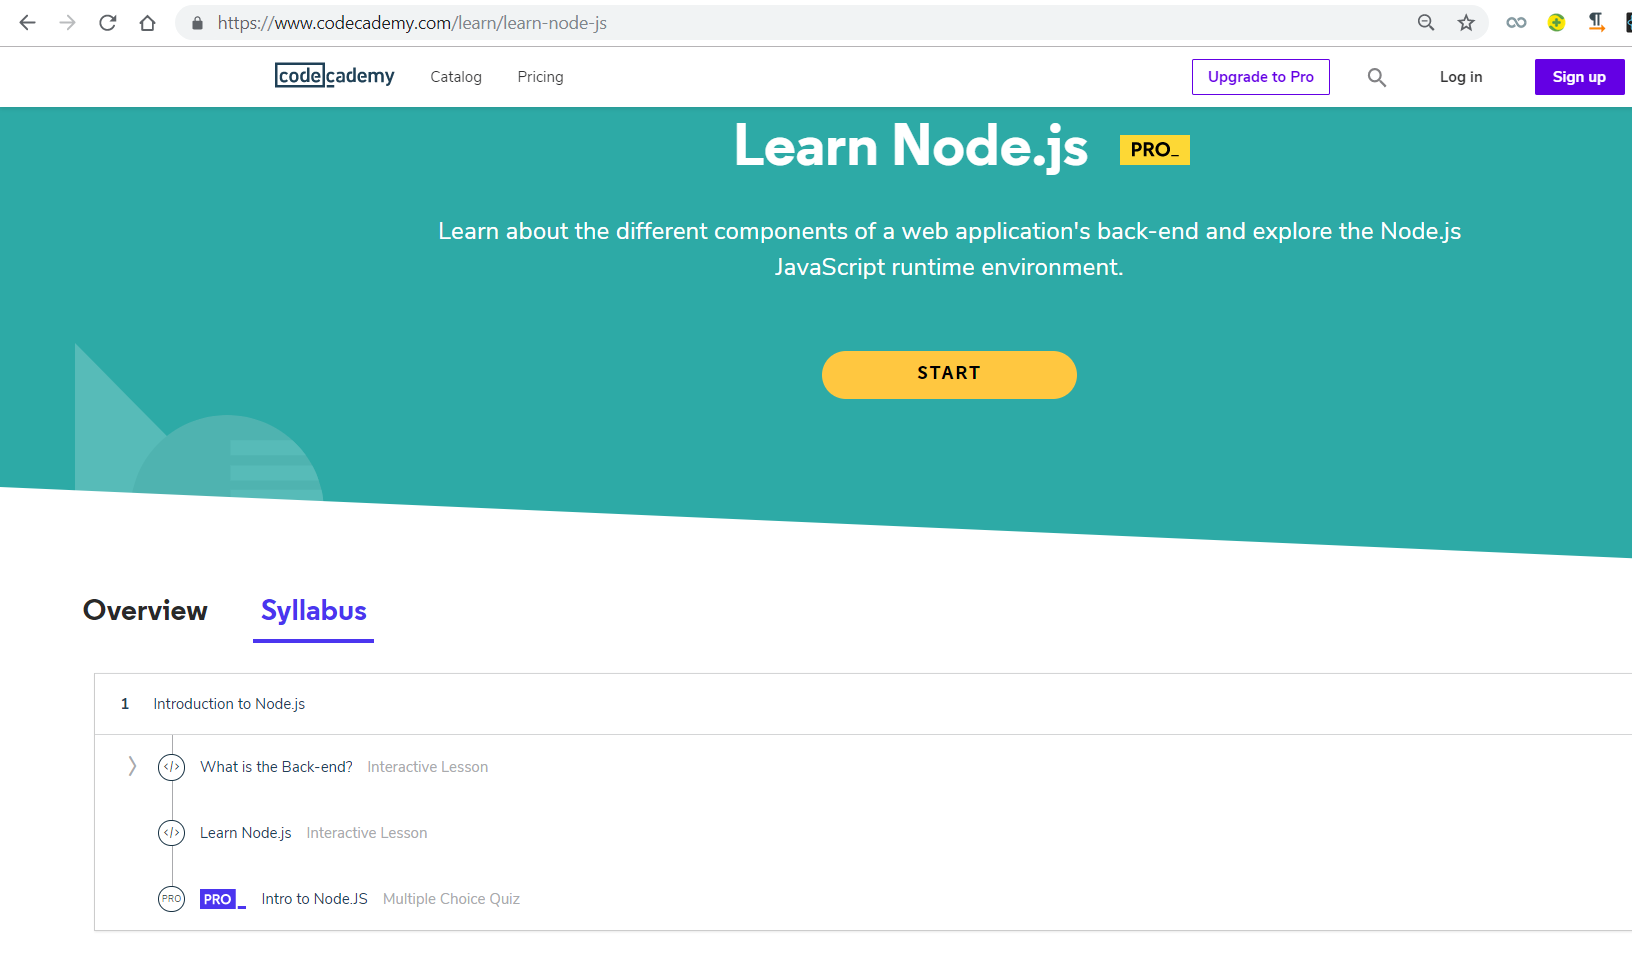 https://www.codecademy.com/learn/learn-node-js
codecademy Catalog Pricing Upgrade to Pro Log in Sign up
Learn Node.js PRO_
Learn about the different components of a web application's back-end and explore the Node.js
JavaScript runtime environment.
START
Overview Syllabus
1 Introduction to Node.js
</> What is the Back-end? Interactive Lesson
</> Learn Node.js Interactive Lesson
PRO PRO_ Intro to Node.JS Multiple Choice Quiz